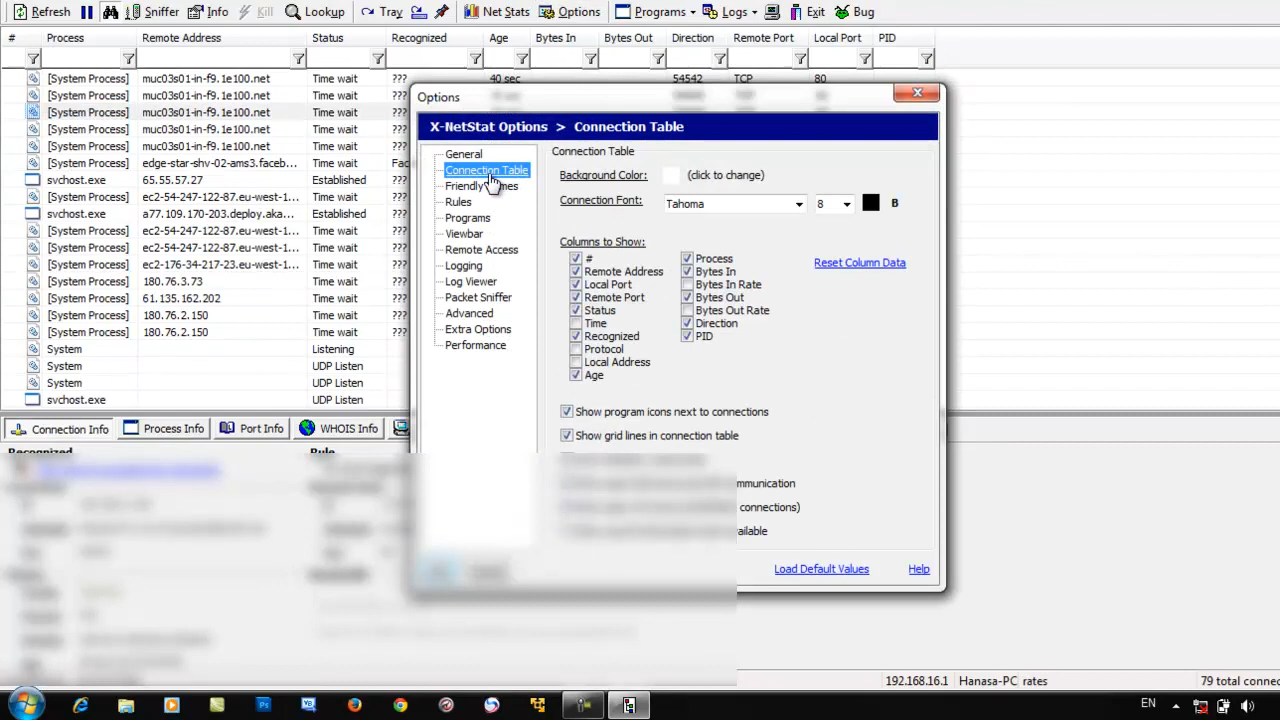 Refresh Sniffer Info Kill Lookup Tray Net Stats Options Programs Logs Exit Bug
# Process Remote Address Status Recognized Age Bytes In Bytes Out Direction Remote Port Local Port PID
[System Process] muc03s01-in-f9.1e100.net Time wait ??? 40 sec 54542 TCP 80
[System Process] muc03s01-in-f9.1e100.net Time wait ???
[System Process] muc03s01-in-f9.1e100.net Time wait ???
[System Process] muc03s01-in-f9.1e100.net Time wait ???
[System Process] muc03s01-in-f9.1e100.net Time wait ???
[System Process] edge-star-shv-02-ams3.faceb... Time wait Fac
svchost.exe 65.55.57.27 Established ???
[System Process] ec2-54-247-122-87.eu-west-1... Time wait ???
svchost.exe a77.109.170-203.deploy.aka... Established ???
[System Process] ec2-54-247-122-87.eu-west-1... Time wait ???
[System Process] ec2-54-247-122-87.eu-west-1... Time wait ???
[System Process] ec2-176-34-217-23.eu-west-1... Time wait ???
[System Process] 180.76.3.73 Time wait ???
[System Process] 61.135.162.202 Time wait ???
[System Process] 180.76.2.150 Time wait ???
[System Process] 180.76.2.150 Time wait ???
System Listening
System UDP Listen
System UDP Listen
svchost.exe UDP Listen
Connection Info Process Info Port Info WHOIS Info
Recognized Rule
Options
X-NetStat Options > Connection Table
General
Connection Table
Friendly Names
Rules
Programs
Viewbar
Remote Access
Logging
Log Viewer
Packet Sniffer
Advanced
Extra Options
Performance
Connection Table
Background Color: (click to change)
Connection Font: Tahoma 8 B
Columns to Show:
# Process
Remote Address Bytes In Reset Column Data
Local Port Bytes In Rate
Remote Port Bytes Out
Status Bytes Out Rate
Time Direction
Recognized PID
Protocol
Local Address
Age
Show program icons next to connections
Show grid lines in connection table
mmunication
connections)
ailable
Load Default Values Help
192.168.16.1 Hanasa-PC rates 79 total conne
EN